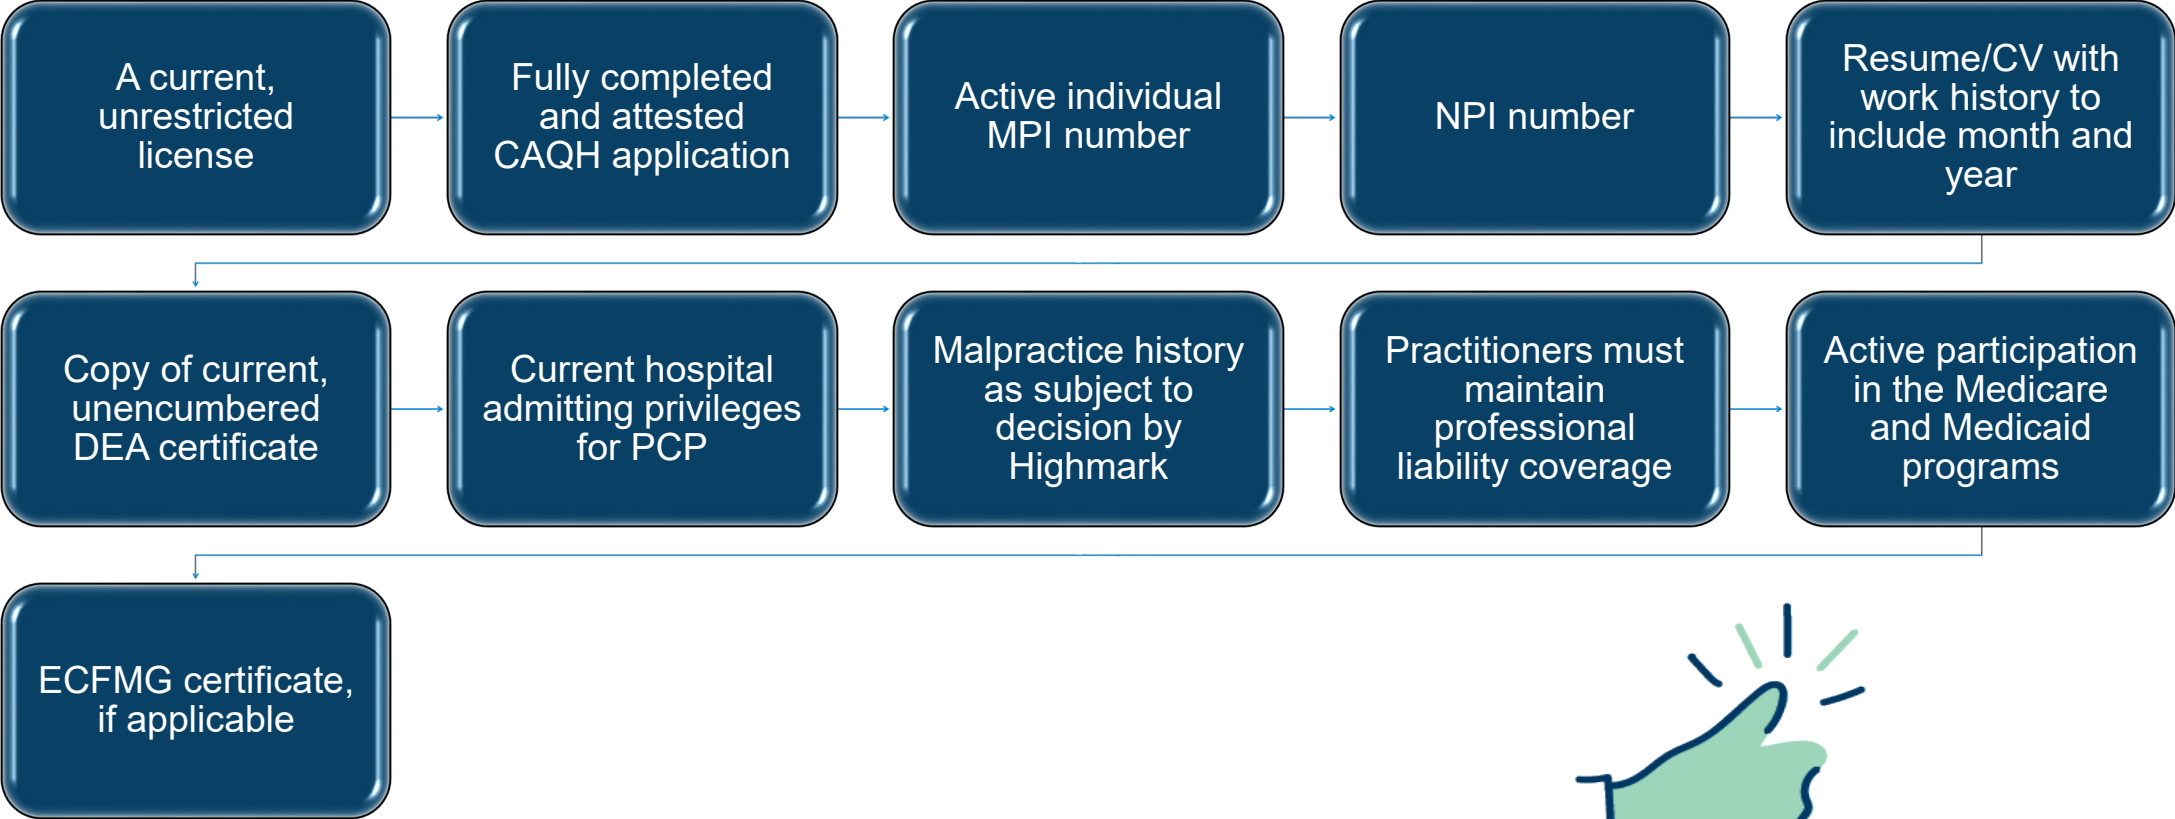 A current,
unrestricted
license
Fully completed
and attested
CAQH application
Active individual
MPI number
NPI number
Resume/CV with
work history to
include month and
year
Copy of current,
unencumbered
DEA certificate
Current hospital
admitting privileges
for PCP
Malpractice history
as subject to
decision by
Highmark
Practitioners must
maintain
professional
liability coverage
Active participation
in the Medicare
and Medicaid
programs
ECFMG certificate,
if applicable